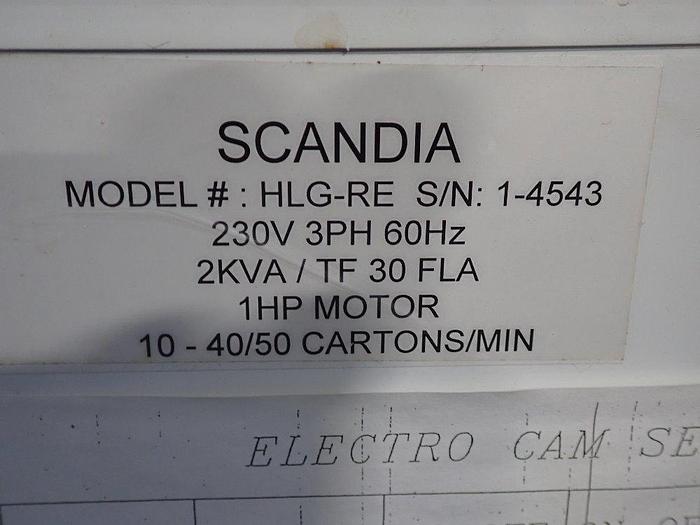 SCANDIA
MODEL # : HLG-RE S/N: 1-4543
230V 3PH 60Hz
2KVA / TF 30 FLA
1HP MOTOR
10 - 40/50 CARTONS/MIN
ELECTRO CAM SE